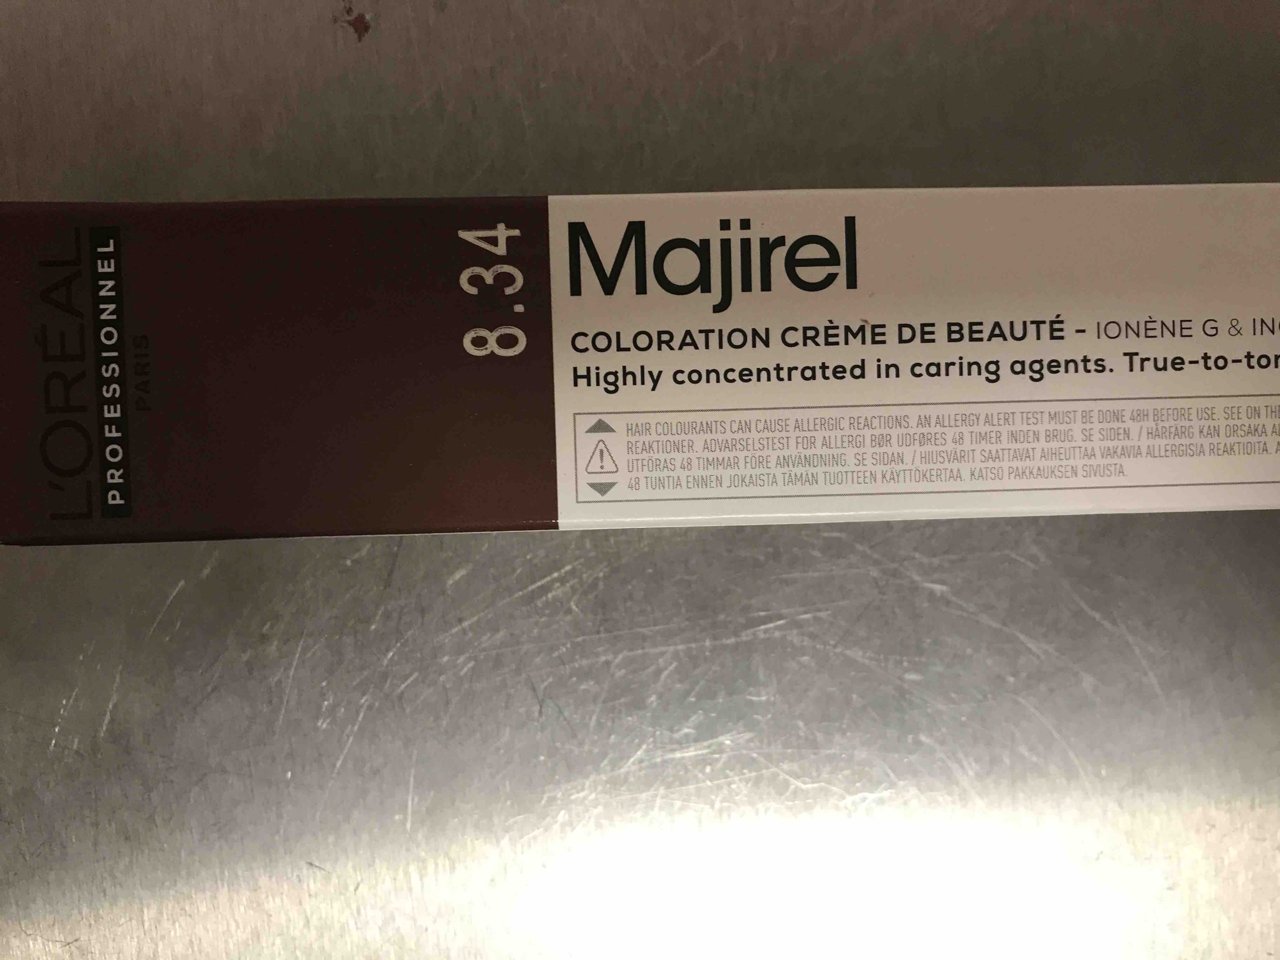 L'ORÉAL
PROFESSIONNEL
PARIS
8.34
Majirel
COLORATION CRÈME DE BEAUTÉ - IONÈNE G &
Highly concentrated in caring agents. True-to-
HAIR COLOURANTS CAN CAUSE ALLERGIC REACTIONS. AN ALLERGY ALERT TEST MUST BE DONE 48H BEFORE USE. SEE ON THE
REAKTIONER. ADVARSELSTEST FOR ALLERGI BØR UDFØRES 48 TIMER INDEN BRUG. SE SIDEN. / HÅRFÄRG KAN ORSAKA
UTFÖRAS 48 TIMMAR FÖRE ANVÄNDNING. SE SIDAN. / HIUSVÄRIT SAATTAVAT AIHEUTTAA VAKAVIA ALLERGISIA REAKTIOITA.
48 TUNTIA ENNEN JOKAISTA TÄMÄN TUOTTEEN KÄYTTÖKERTAA. KATSO PAKKAUKSEN SIVUSTA.